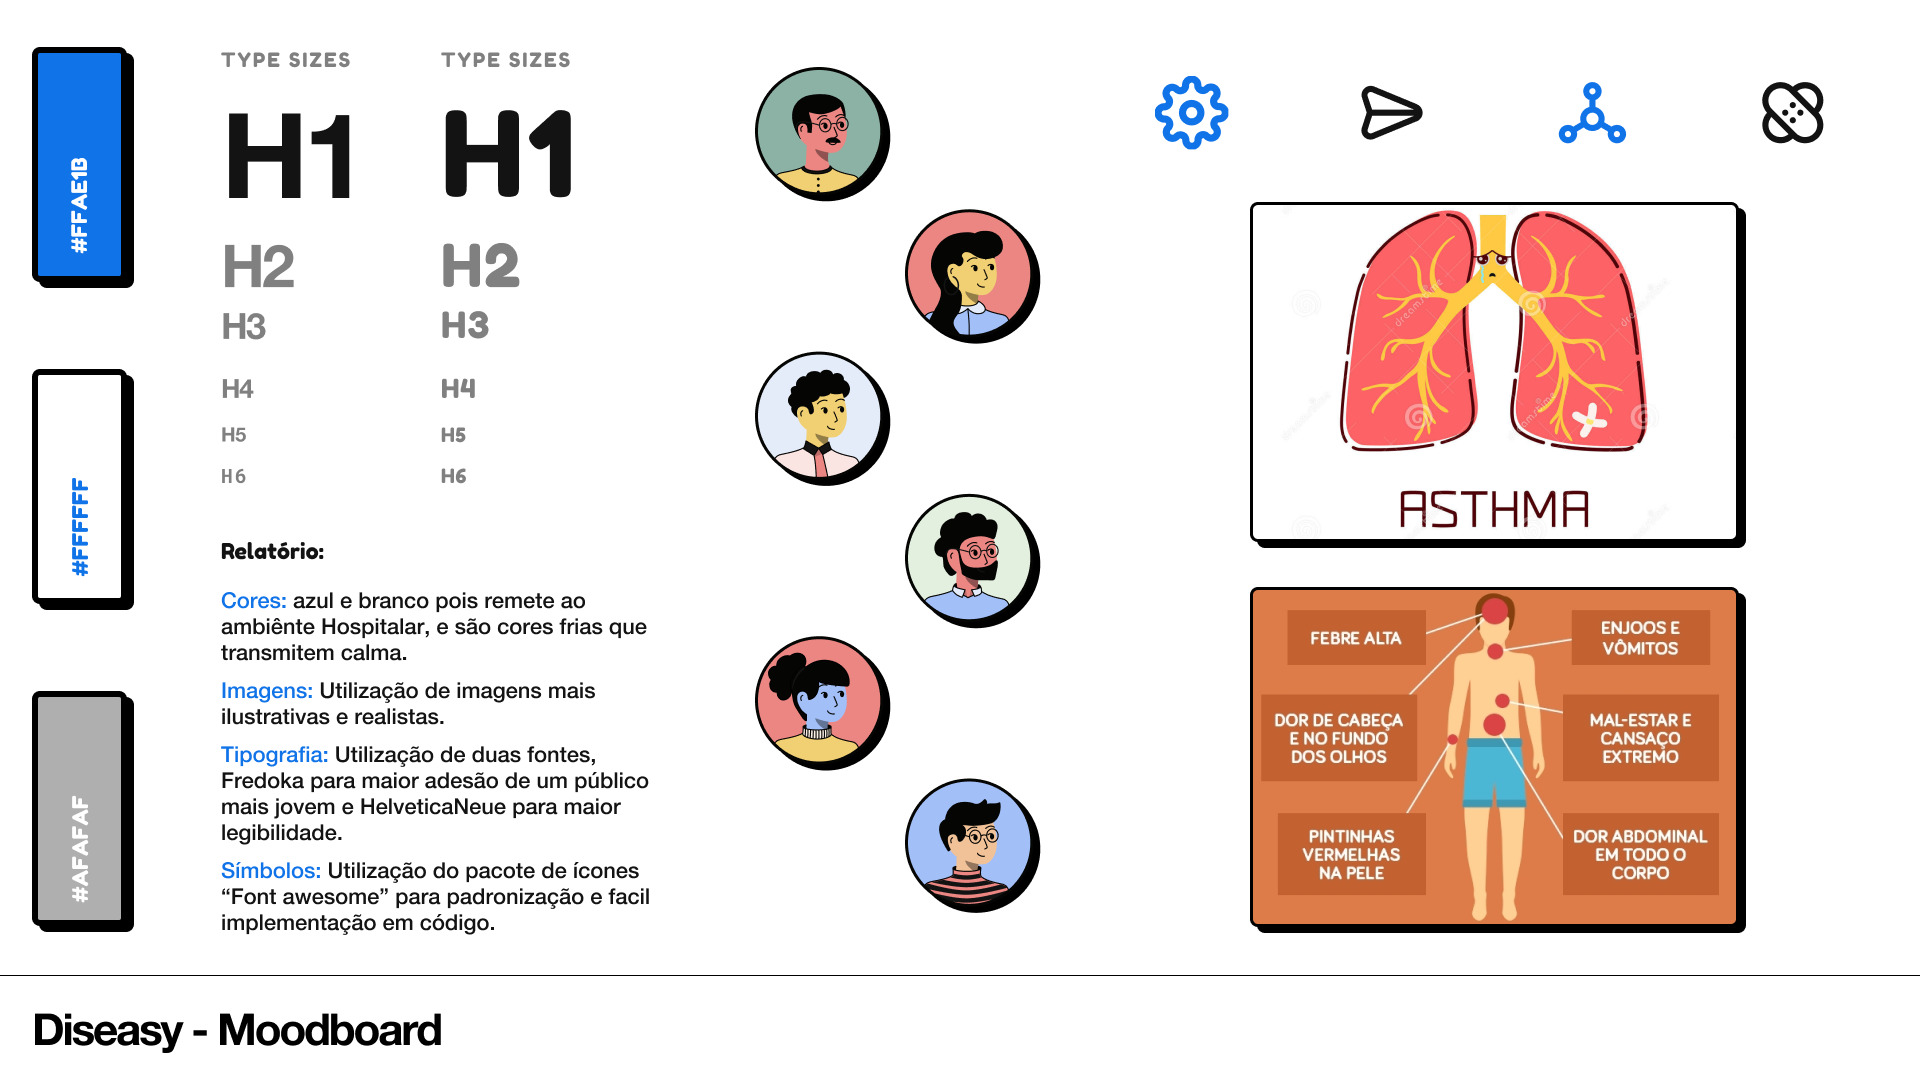 #FFAE1B
#FFFFFF
#AFAFAF
TYPE SIZES
H1
H2
H3
H4
H5
H6
TYPE SIZES
H1
H2
H3
H4
H5
H6
Relatório:
Cores: azul e branco pois remete ao
ambiênte Hospitalar, e são cores frias que
transmitem calma.
Imagens: Utilização de imagens mais
ilustrativas e realistas.
Tipografia: Utilização de duas fontes,
Fredoka para maior adesão de um público
mais jovem e HelveticaNeue para maior
legibilidade.
Símbolos: Utilização do pacote de ícones
“Font awesome” para padronização e facil
implementação em código.
dreamstime
ASTHMA
FEBRE ALTA
ENJOOS E
VÔMITOS
DOR DE CABEÇA
E NO FUNDO
DOS OLHOS
MAL-ESTAR E
CANSAÇO
EXTREMO
PINTINHAS
VERMELHAS
NA PELE
DOR ABDOMINAL
EM TODO O
CORPO
Diseasy - Moodboard